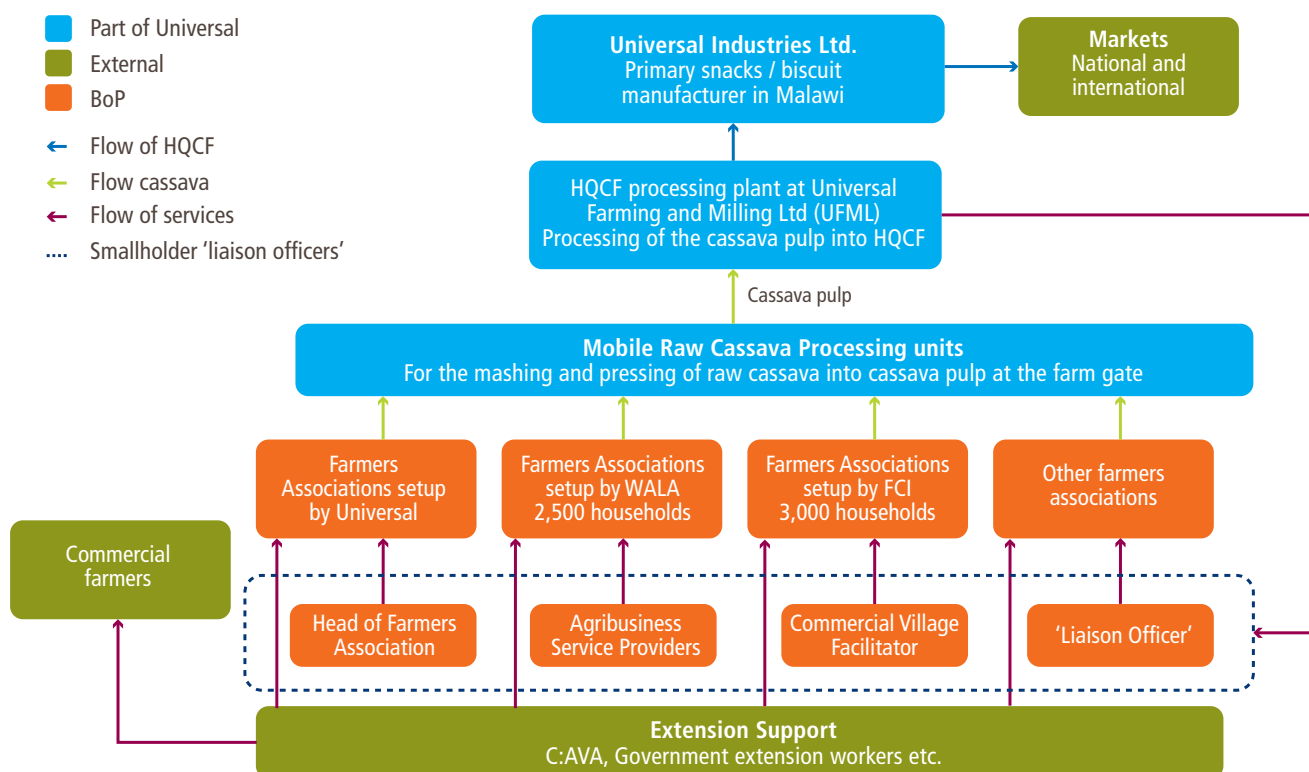 Part of Universal
External
BoP
Flow of HQCF
Flow cassava
Flow of services
Smallholder 'liaison officers'
Universal Industries Ltd.
Primary snacks / biscuit
manufacturer in Malawi
Markets
National and
international
HQCF processing plant at Universal
Farming and Milling Ltd (UFML)
Processing of the cassava pulp into HQCF
Cassava pulp
Mobile Raw Cassava Processing units
For the mashing and pressing of raw cassava into cassava pulp at the farm gate
Farmers
Associations setup
by Universal
Farmers Associations
setup by WALA
2,500 households
Farmers Associations
setup by FCI
3,000 households
Other farmers
associations
Commercial
farmers
Head of Farmers
Association
Agribusiness
Service Providers
Commercial Village
Facilitator
'Liaison Officer'
Extension Support
C:AVA, Government extension workers etc.